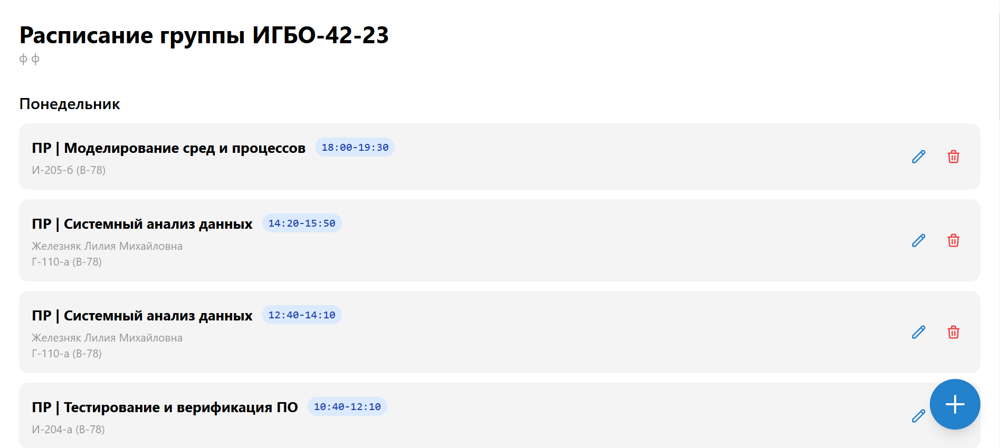 Расписание группы ИГБО-42-23
ф ф
Понедельник
ПР | Моделирование сред и процессов 18:00-19:30
И-205-б (В-78)
ПР | Системный анализ данных 14:20-15:50
Железняк Лилия Михайловна
Г-110-а (В-78)
ПР | Системный анализ данных 12:40-14:10
Железняк Лилия Михайловна
Г-110-а (В-78)
ПР | Тестирование и верификация ПО 10:40-12:10
И-204-а (В-78)